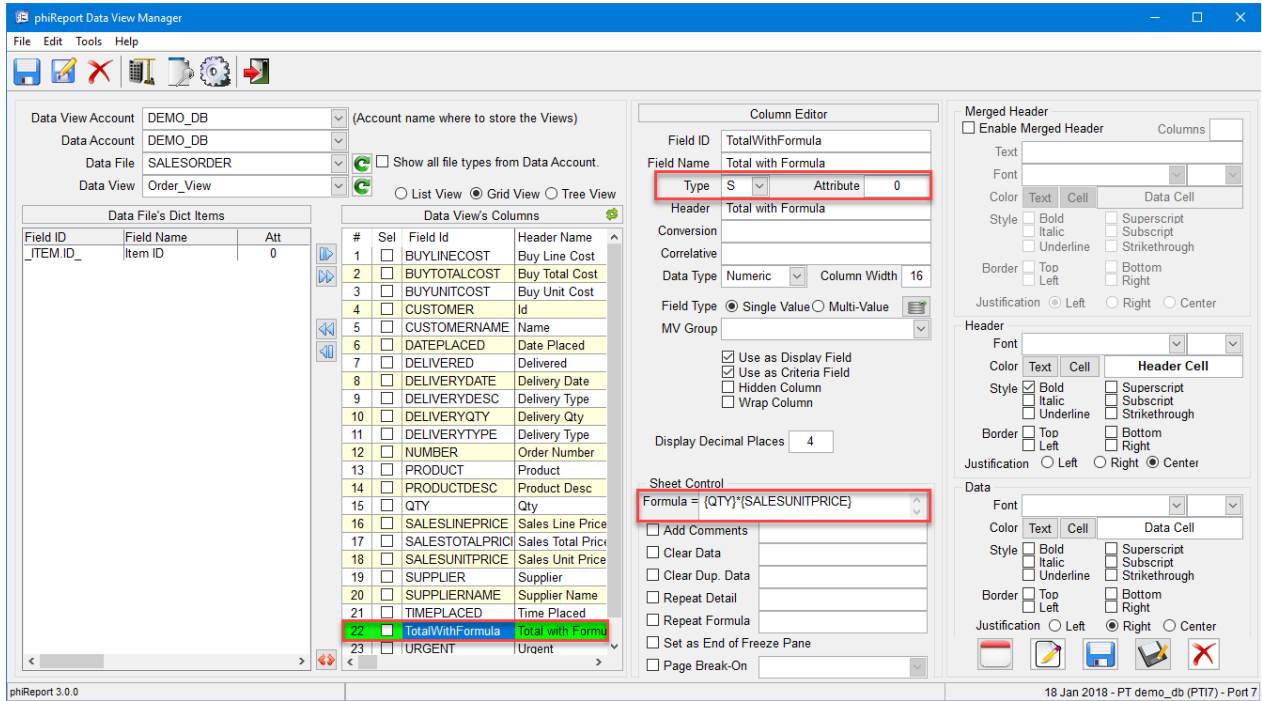 phiReport Data View Manager
File Edit Tools Help
Data View Account DEMO_DB (Account name where to store the Views)
Data Account DEMO_DB
Data File SALESORDER Show all file types from Data Account.
Data View Order_View List View Grid View Tree View
Data File's Dict Items
Field ID Field Name Att
_ITEM.ID_ Item ID 0
Data View's Columns
# Sel Field Id Header Name
1 BUYLINECOST Buy Line Cost
2 BUYTOTALCOST Buy Total Cost
3 BUYUNITCOST Buy Unit Cost
4 CUSTOMER Id
5 CUSTOMERNAME Name
6 DATEPLACED Date Placed
7 DELIVERED Delivered
8 DELIVERYDATE Delivery Date
9 DELIVERYDESC Delivery Type
10 DELIVERYQTY Delivery Qty
11 DELIVERYTYPE Delivery Type
12 NUMBER Order Number
13 PRODUCT Product
14 PRODUCTDESC Product Desc
15 QTY Qty
16 SALESLINEPRICE Sales Line Price
17 SALESTOTALPRICI Sales Total Price
18 SALESUNITPRICE Sales Unit Price
19 SUPPLIER Supplier
20 SUPPLIERNAME Supplier Name
21 TIMEPLACED Time Placed
22 TotalWithFormula Total with Formu
23 URGENT Urgent
Column Editor
Field ID TotalWithFormula
Field Name Total with Formula
Type S Attribute 0
Header Total with Formula
Conversion
Correlative
Data Type Numeric Column Width 16
Field Type Single Value Multi-Value
MV Group
Use as Display Field
Use as Criteria Field
Hidden Column
Wrap Column
Display Decimal Places 4
Sheet Control
Formula = {QTY}*{SALESUNITPRICE}
Add Comments
Clear Data
Clear Dup. Data
Repeat Detail
Repeat Formula
Set as End of Freeze Pane
Page Break-On
Merged Header
Enable Merged Header Columns
Text
Font
Color Text Cell Data Cell
Style Bold Superscript
Italic Subscript
Underline Strikethrough
Border Top Bottom
Left Right
Justification Left Right Center
Header
Font
Color Text Cell Header Cell
Style Bold Superscript
Italic Subscript
Underline Strikethrough
Border Top Bottom
Left Right
Justification Left Right Center
Data
Font
Color Text Cell Data Cell
Style Bold Superscript
Italic Subscript
Underline Strikethrough
Border Top Bottom
Left Right
Justification Left Right Center
phiReport 3.0.0
18 Jan 2018 - PT demo_db (PTI7) - Port 7